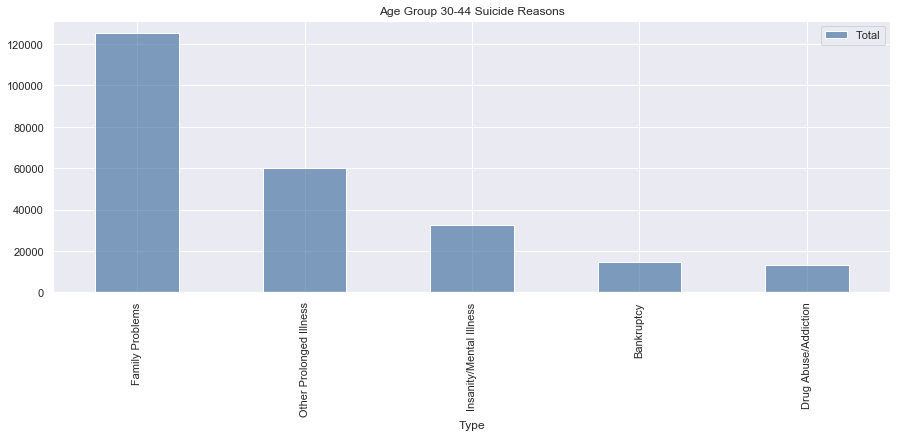 Age Group 30-44 Suicide Reasons
Total
120000
100000
80000
60000
40000
20000
0
Family Problems
Other Prolonged Illness
Insanity/Mental Illness
Bankruptcy
Drug Abuse/Addiction
Type